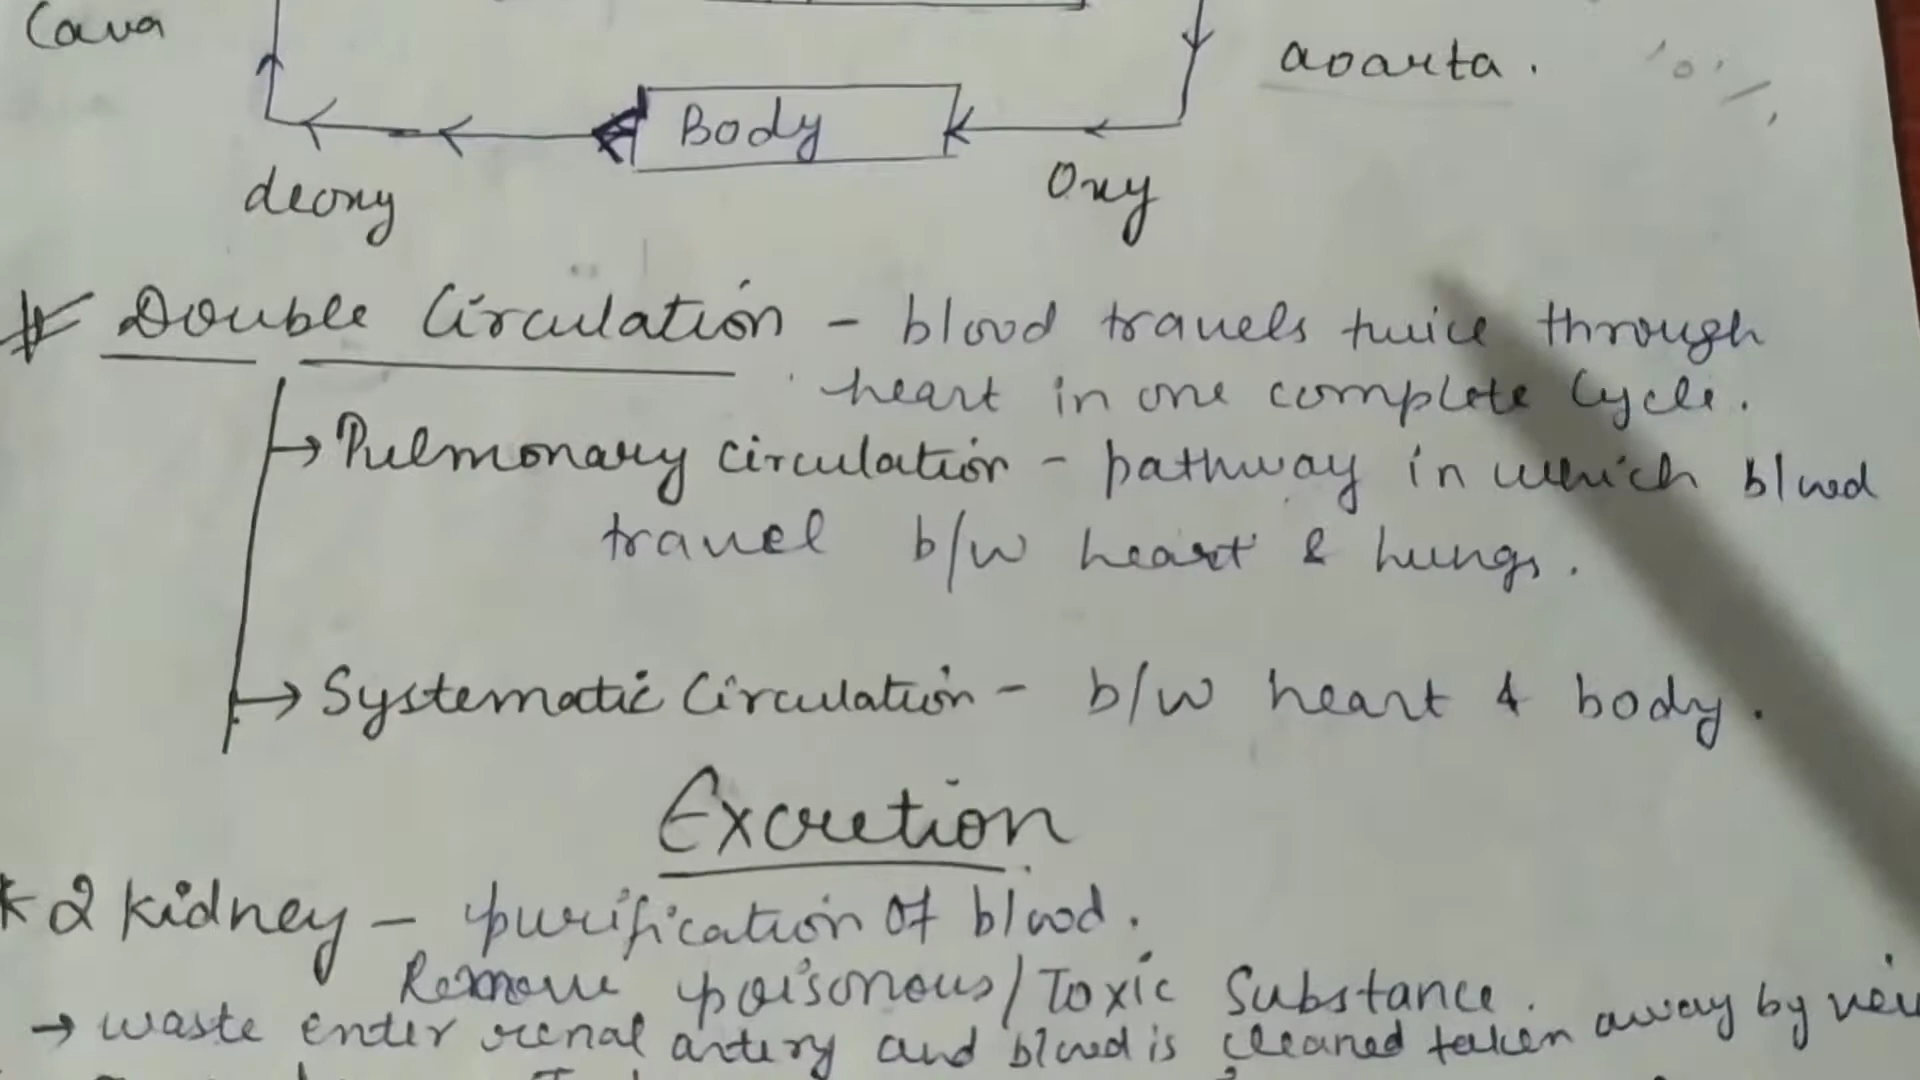 Cava
aoarta.
Body
deoxy
Oxy
Double Circulation - blood travels twice through
heart in one complete Cycle.
→ Pulmonary circulation - pathway in which blood
travel b/w heart & lungs.
→ Systematic Circulation - b/w heart & body.
Excretion
* 2 kidney - purification of blood.
Remove poisonous/Toxic Substance.
→ waste enter renal artery and blood is cleaned taken away by